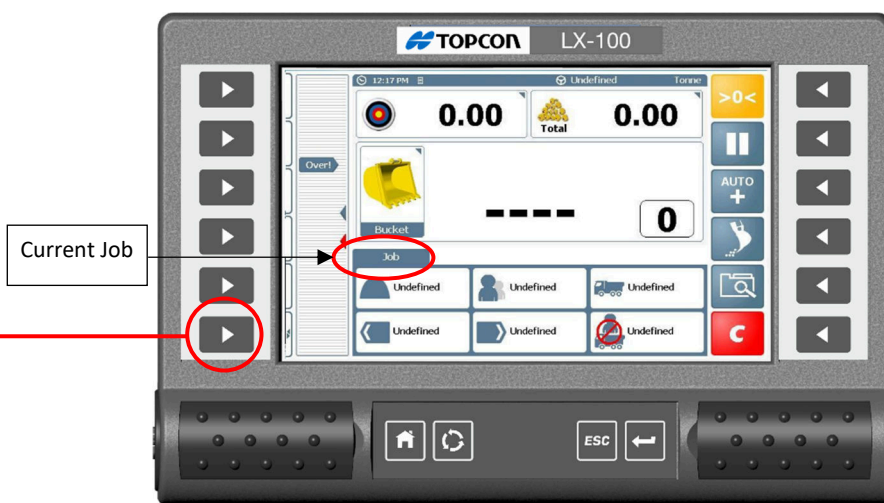 TOPCON LX-100
12:17 PM Undefined Tonne
0.00 Total 0.00
>0<
Over!
AUTO
+
Bucket
---- 0
Current Job
Job
Undefined Undefined Undefined
Undefined Undefined Undefined
C
ESC